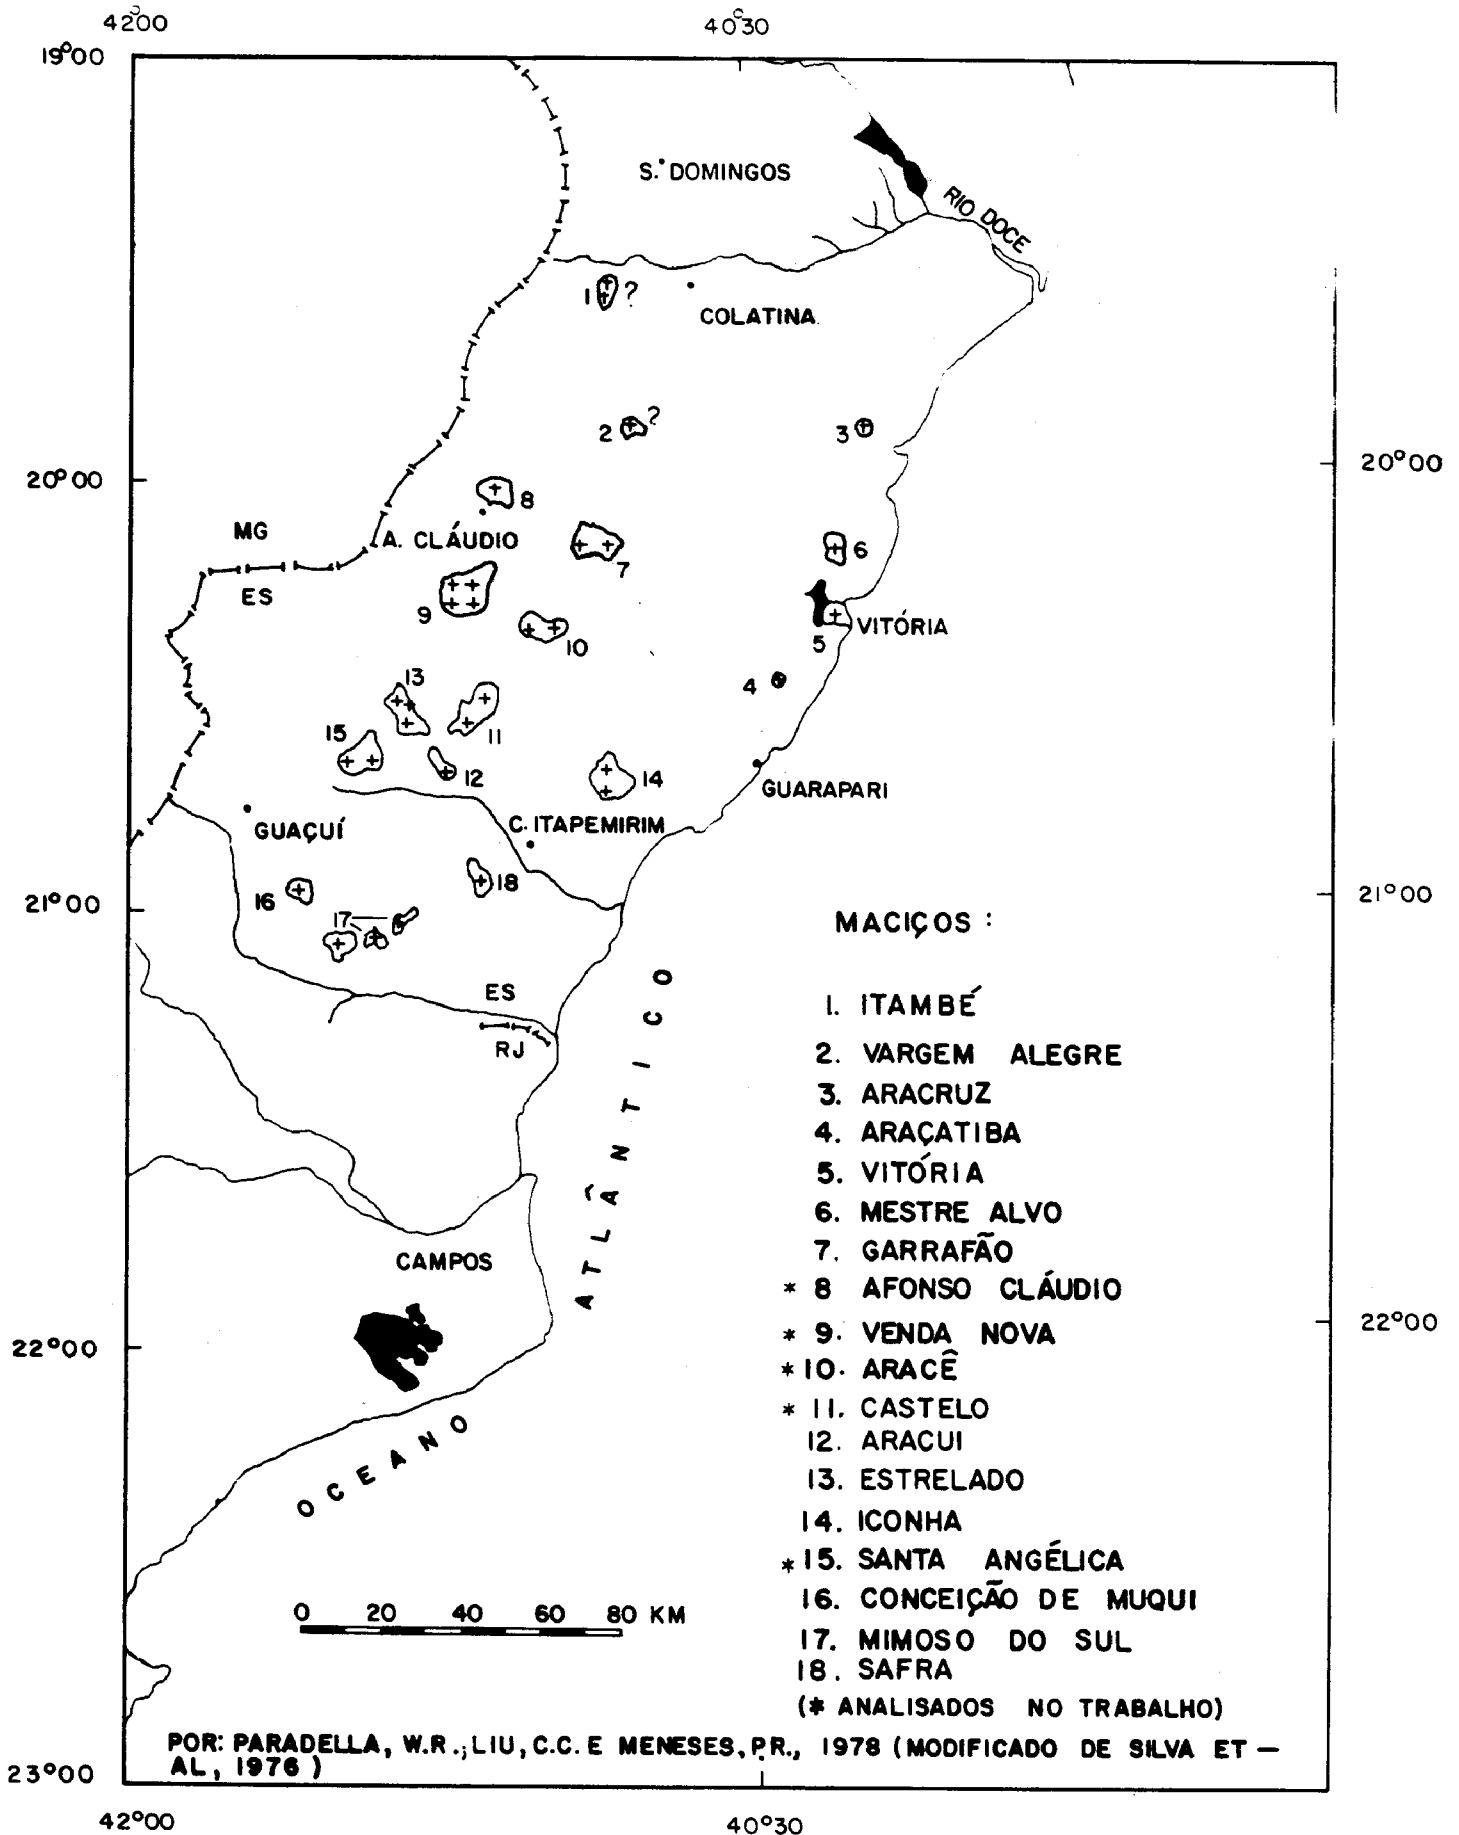 42°00
40°30
19°00
S. DOMINGOS
RIO DOCE
1 ?
COLATINA
2 ?
3
20°00
20°00
8
MG
A. CLÁUDIO
7
6
ES
9
10
5
VITÓRIA
13
4
11
15
12
14
GUARAPARI
GUAÇUÍ
C. ITAPEMIRIM
16
18
21°00
21°00
17
ES
RJ
OCEANO ATLÂNTICO
CAMPOS
22°00
22°00
MACIÇOS :
1. ITAMBÉ
2. VARGEM ALEGRE
3. ARACRUZ
4. ARAÇATIBA
5. VITÓRIA
6. MESTRE ALVO
7. GARRAFÃO
* 8 AFONSO CLÁUDIO
* 9. VENDA NOVA
* 10. ARACÊ
* 11. CASTELO
12. ARACUI
13. ESTRELADO
14. ICONHA
* 15. SANTA ANGÉLICA
16. CONCEIÇÃO DE MUQUI
17. MIMOSO DO SUL
18. SAFRA
(* ANALISADOS NO TRABALHO)
0 20 40 60 80 KM
POR: PARADELLA, W.R.; LIU, C.C. E MENESES, P.R., 1978 (MODIFICADO DE SILVA ET —
AL, 1976 )
23°00
42°00
40°30